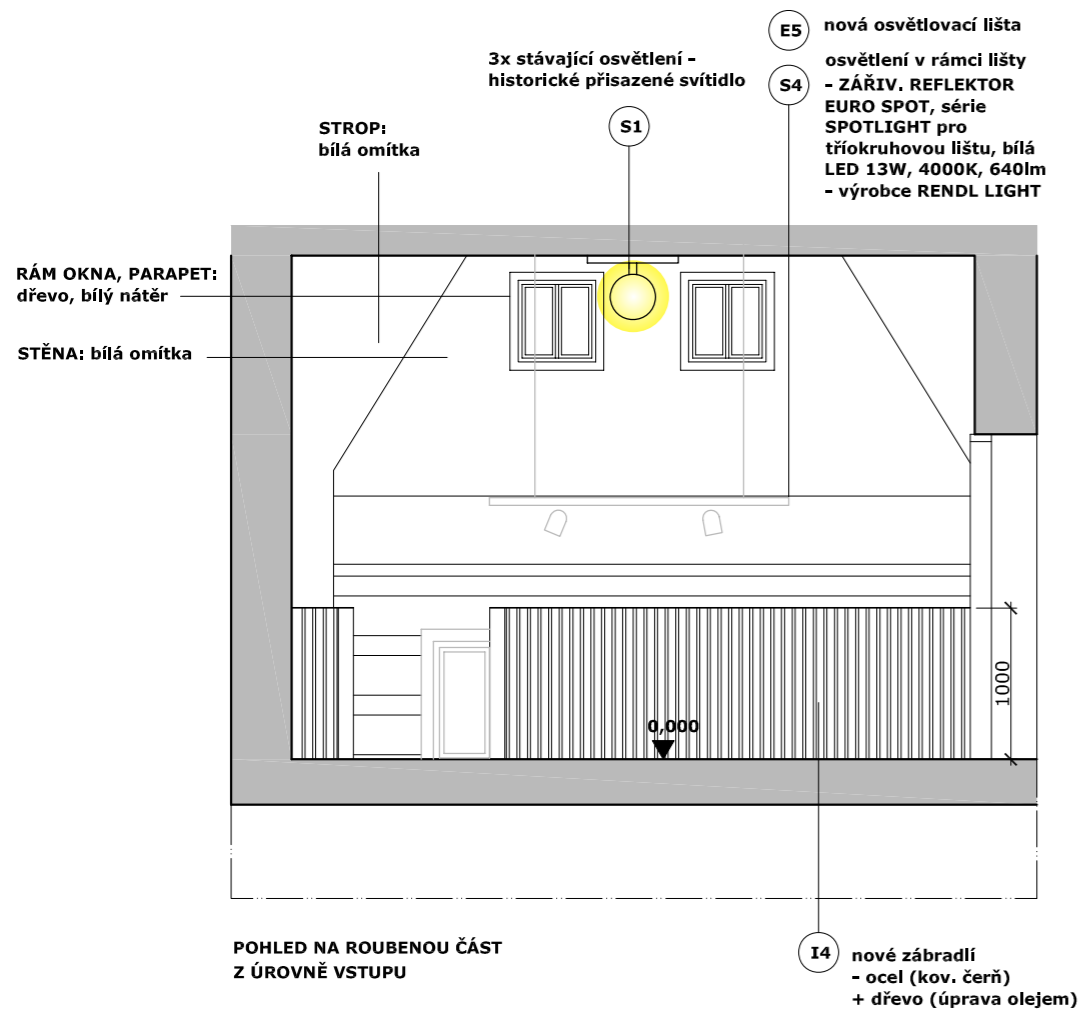 E5
nová osvětlovací lišta
3x stávající osvětlení -
historické přisazené svítidlo
S1
S4
osvětlení v rámci lišty
- ZÁŘIV. REFLEKTOR
EURO SPOT, série
SPOTLIGHT pro
tříokruhovou lištu, bílá
LED 13W, 4000K, 640lm
- výrobce RENDL LIGHT
STROP:
bílá omítka
RÁM OKNA, PARAPET:
dřevo, bílý nátěr
STĚNA: bílá omítka
1000
0,000
POHLED NA ROUBENOU ČÁST
Z ÚROVNĚ VSTUPU
I4
nové zábradlí
- ocel (kov. čerň)
+ dřevo (úprava olejem)